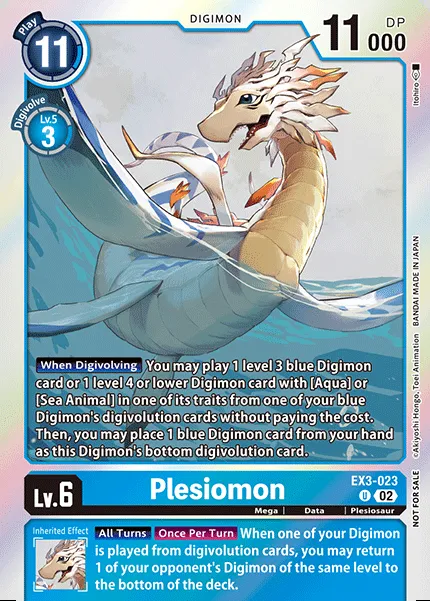 DIGIMON
Play
11
11000
DP
Digivolve
Lv.5
3
Itohiro
When Digivolving You may play 1 level 3 blue Digimon
card or 1 level 4 or lower Digimon card with [Aqua] or
[Sea Animal] in one of its traits from one of your blue
Digimon's digivolution cards without paying the cost.
Then, you may place 1 blue Digimon card from your hand
as this Digimon's bottom digivolution card.
©Akiyoshi Hongo, Toei Animation BANDAI MADE IN JAPAN
NOT FOR SALE
Lv.6
Plesiomon
EX3-023
U 02
Mega Data Plesiosaur
Inherited Effect
All Turns Once Per Turn When one of your Digimon
is played from digivolution cards, you may return
1 of your opponent's Digimon of the same level to
the bottom of the deck.